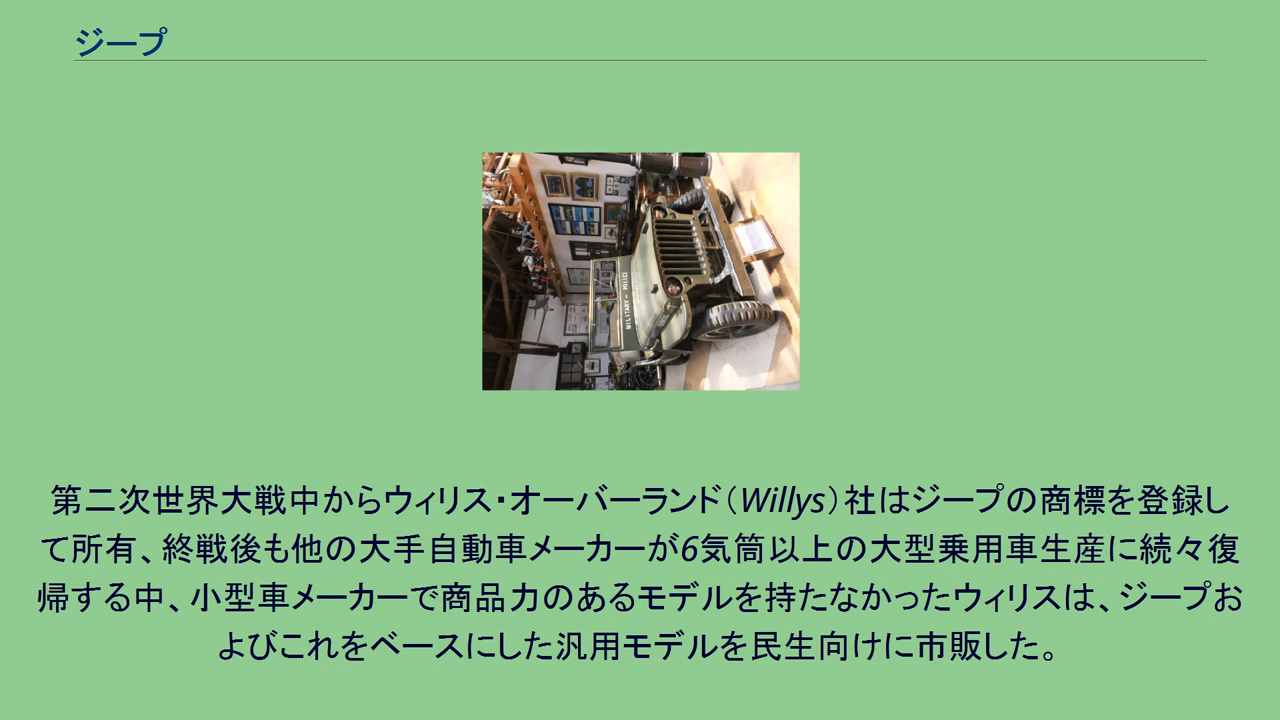 ジープ
MILITARY - POLICE
第二次世界大戦中からウィリス・オーバーランド（Willys）社はジープの商標を登録し
て所有、終戦後も他の大手自動車メーカーが6気筒以上の大型乗用車生産に続々復
帰する中、小型車メーカーで商品力のあるモデルを持たなかったウィリスは、ジープお
よびこれをベースにした汎用モデルを民生向けに市販した。